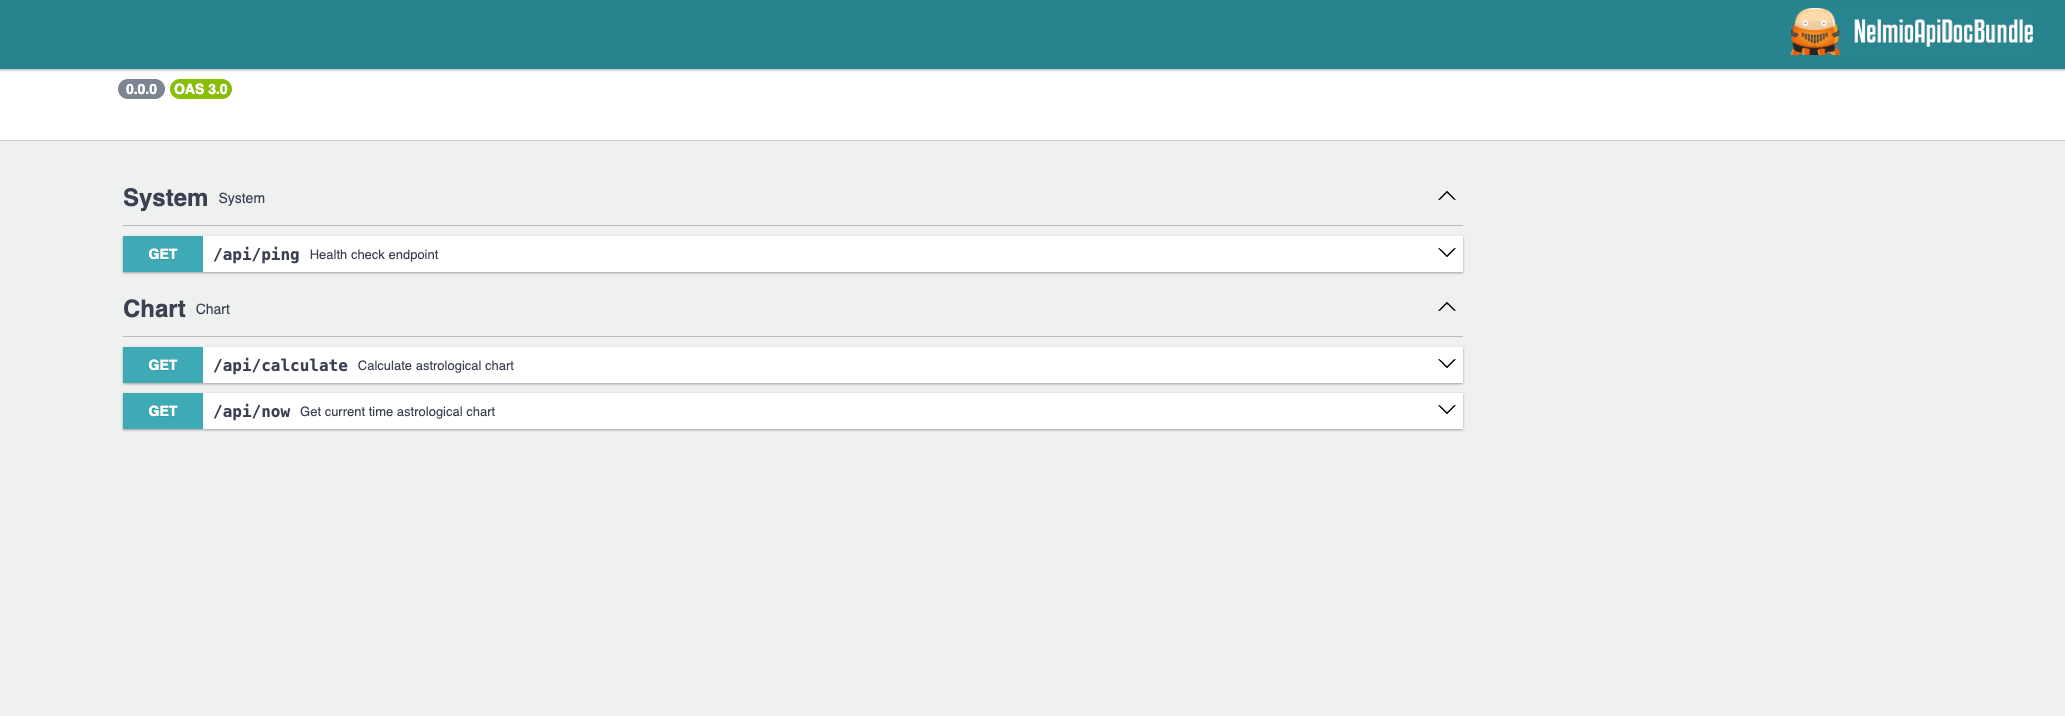 NelmioApiDocBundle
0.0.0 OAS 3.0
System System
GET /api/ping Health check endpoint
Chart Chart
GET /api/calculate Calculate astrological chart
GET /api/now Get current time astrological chart